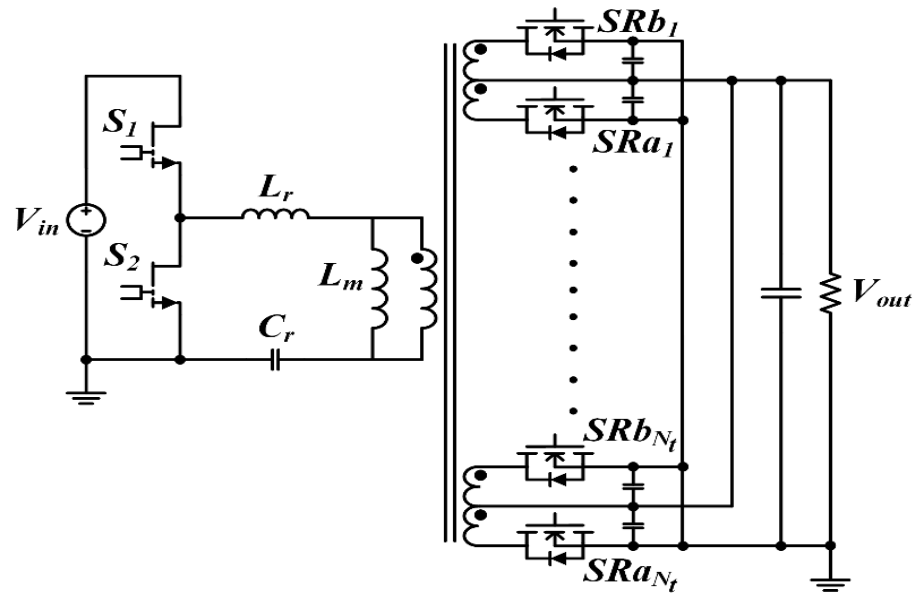 SRb1
S1
SRa1
Lr
Vin
+
−
S2
Lm
Vout
Cr
SRbNt
SRaNt